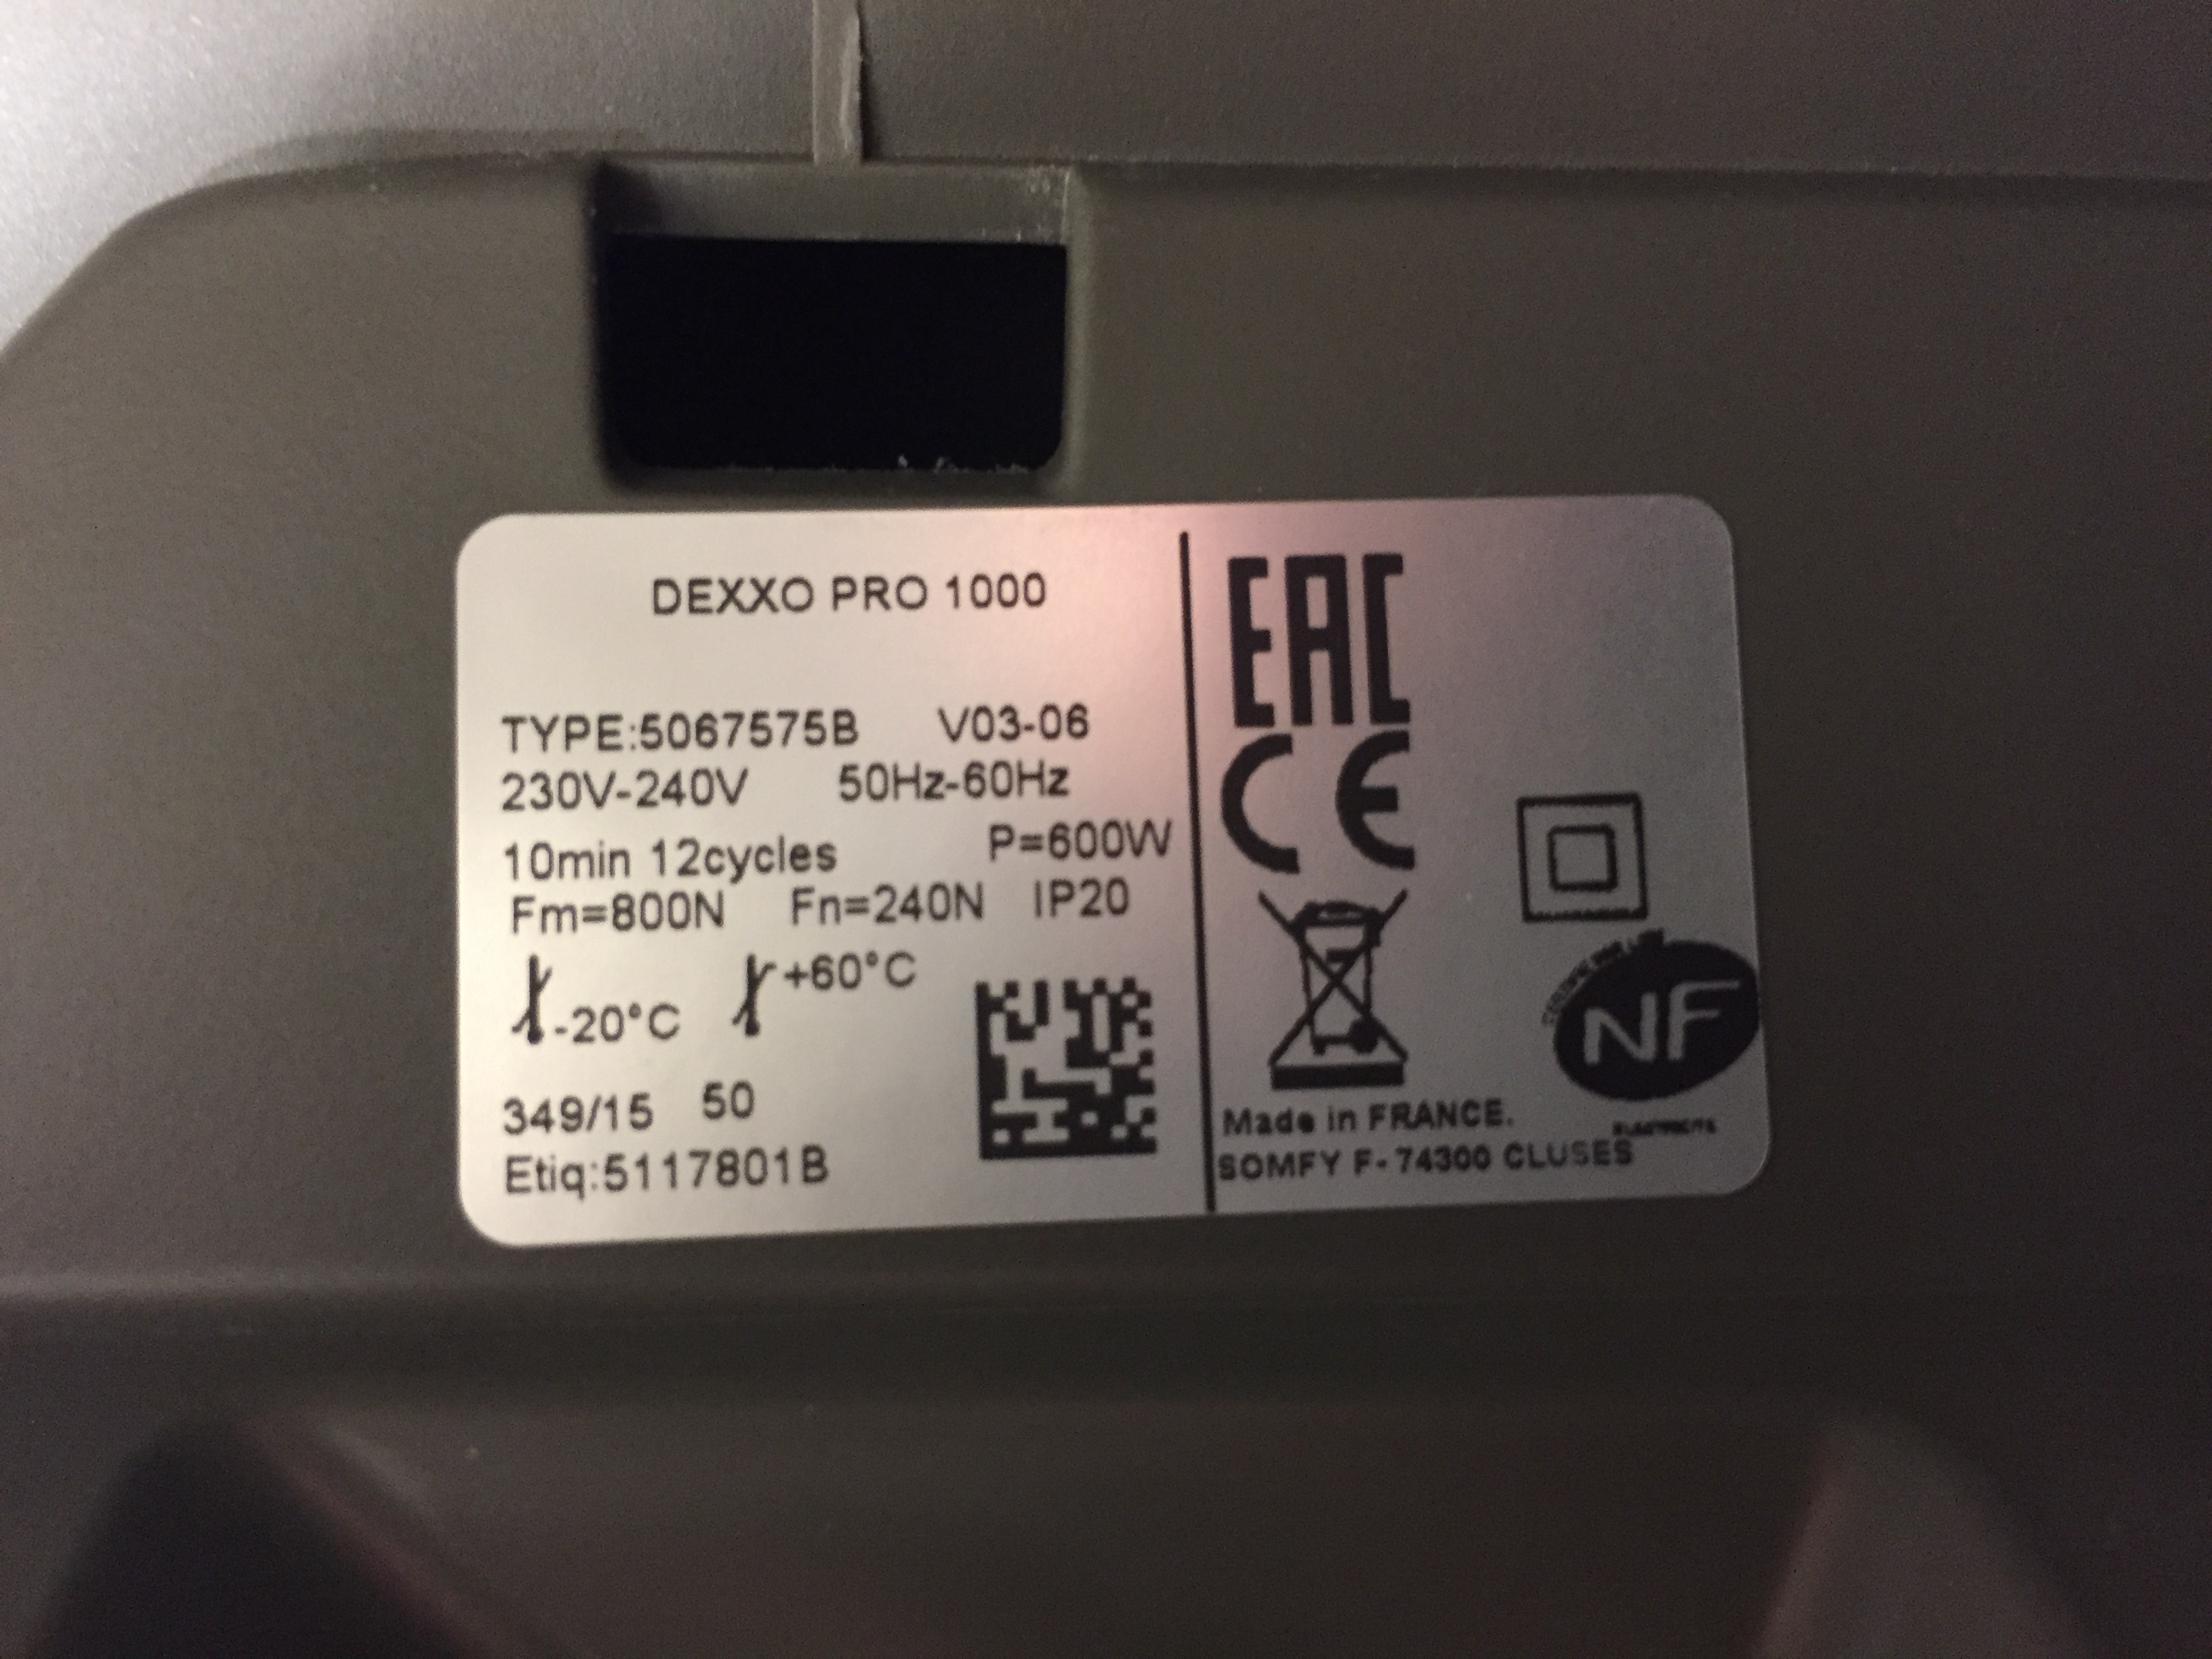 DEXXO PRO 1000
TYPE:5067575B V03-06
230V-240V 50Hz-60Hz
10min 12cycles P=600W
Fm=800N Fn=240N IP20
-20°C +60°C
349/15 50
Etiq:5117801B
EAC
CE
NF
ELECTRICITE
Made in FRANCE.
SOMFY F-74300 CLUSES